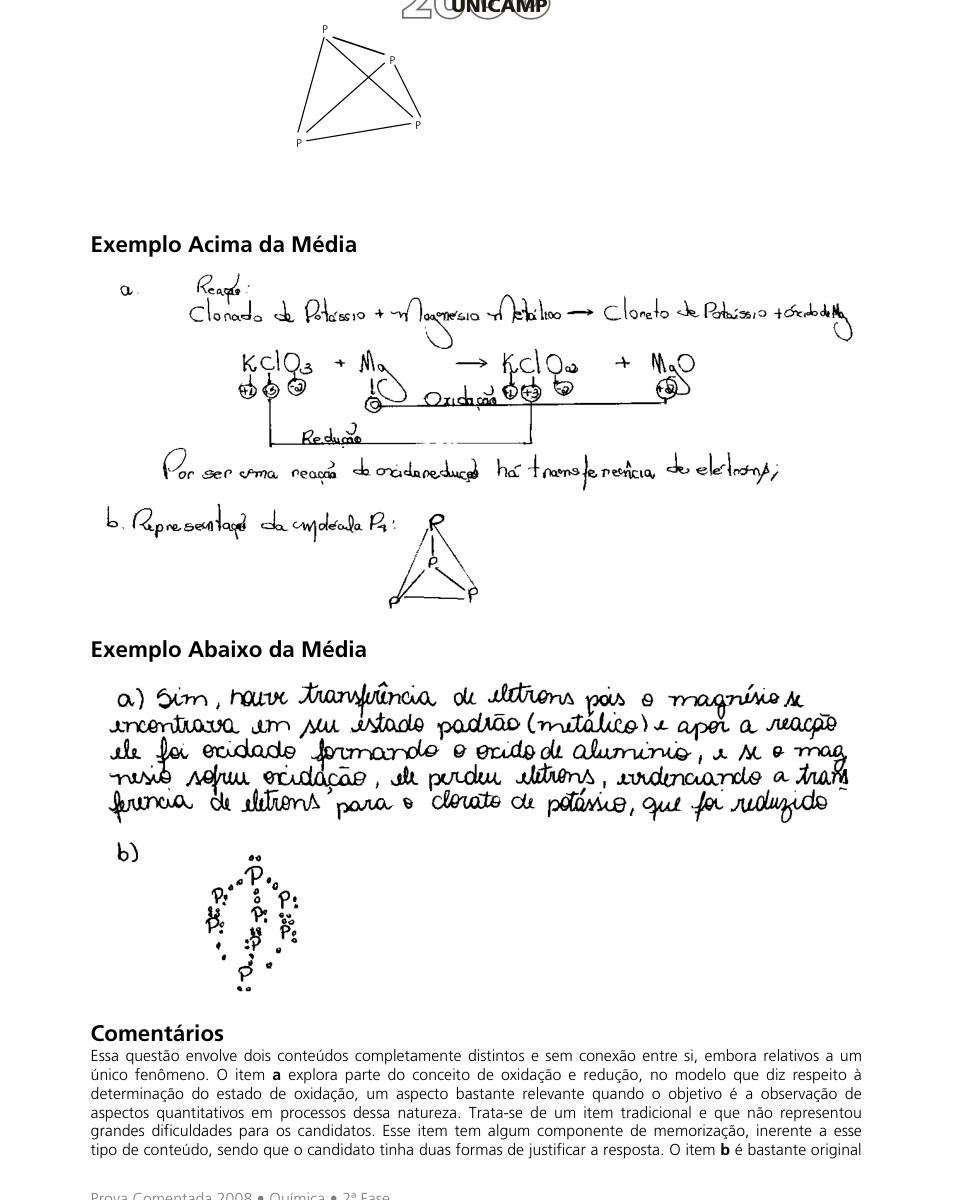 UNICAMP
P
P
P
P
Exemplo Acima da Média
a. Reação:
Clorado de Potássio + Magnésio Metálico → Cloreto de Potássio + óxido de Mg
KClO3 + Mg → KClO2 + MgO
+1 +5 -2 0 Oxidação +1 +3 -2 +2
Redução
Por ser uma reação de oxidaredução há transferência de elétrons;
b. Representação da molécula P4:
P
P
P P
Exemplo Abaixo da Média
a) Sim, houve transferência de eletrons pois o magnésio se
encontrava em seu estado padrão (metálico) e após a reação
ele foi oxidado formando o oxido de aluminio, e se o mag
nesio sofreu oxidação, ele perdeu eletrons, evidenciando a trans
ferencia de eletrons para o clorato de potássio, que foi reduzido
b)
P
P P
P P
P P
P
Comentários
Essa questão envolve dois conteúdos completamente distintos e sem conexão entre si, embora relativos a um
único fenômeno. O item a explora parte do conceito de oxidação e redução, no modelo que diz respeito à
determinação do estado de oxidação, um aspecto bastante relevante quando o objetivo é a observação de
aspectos quantitativos em processos dessa natureza. Trata-se de um item tradicional e que não representou
grandes dificuldades para os candidatos. Esse item tem algum componente de memorização, inerente a esse
tipo de conteúdo, sendo que o candidato tinha duas formas de justificar a resposta. O item b é bastante original
Prova Comentada 2008 • Química • 2ª Fase